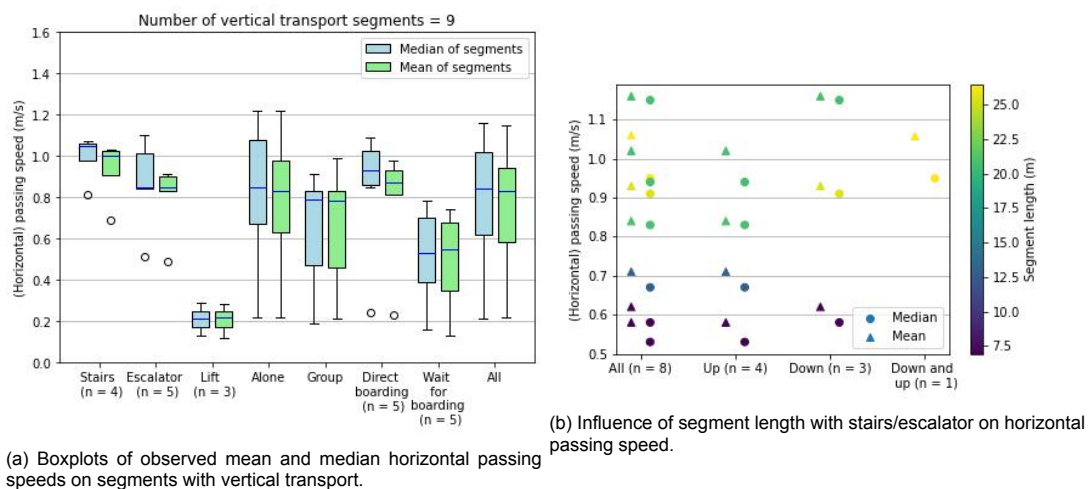 Number of vertical transport segments = 9
(Horizontal) passing speed (m/s)
1.6
1.4
1.2
1.0
0.8
0.6
0.4
0.2
0.0
Median of segments
Mean of segments
Stairs
(n = 4)
Escalator
(n = 5)
Lift
(n = 3)
Alone
Group
Direct
boarding
(n = 5)
Wait
for
boarding
(n = 5)
All
(a) Boxplots of observed mean and median horizontal passing
speeds on segments with vertical transport.
(Horizontal) passing speed (m/s)
1.1
1.0
0.9
0.8
0.7
0.6
0.5
Median
Mean
All (n = 8)
Up (n = 4)
Down (n = 3)
Down and
up (n = 1)
25.0
22.5
20.0
17.5
15.0
12.5
10.0
7.5
Segment length (m)
(b) Influence of segment length with stairs/escalator on horizontal
passing speed.